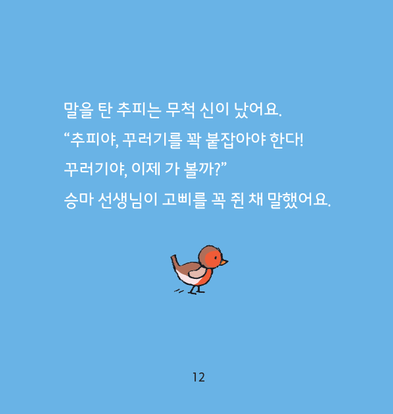 말을 탄 추피는 무척 신이 났어요.
“추피야, 꾸러기를 꽉 붙잡아야 한다!
꾸러기야, 이제 가 볼까?”
승마 선생님이 고삐를 꼭 쥔 채 말했어요.
12